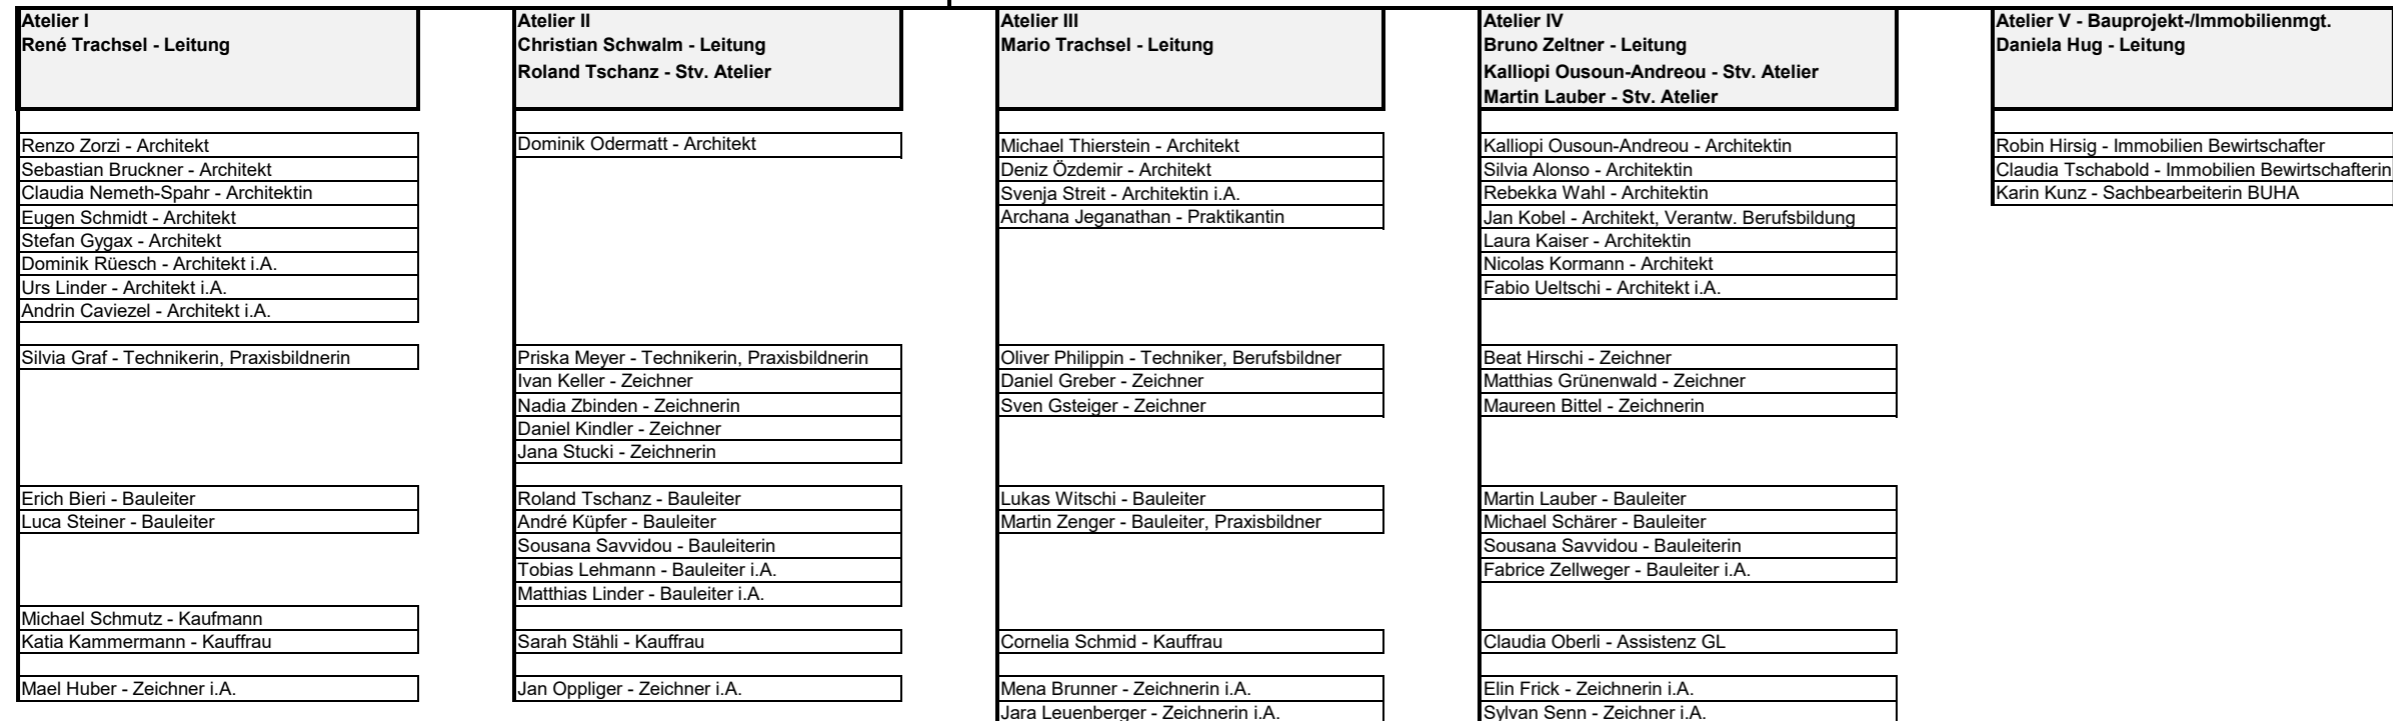 Atelier I
René Trachsel - Leitung
Renzo Zorzi - Architekt
Sebastian Bruckner - Architekt
Claudia Nemeth-Spahr - Architektin
Eugen Schmidt - Architekt
Stefan Gygax - Architekt
Dominik Rüesch - Architekt i.A.
Urs Linder - Architekt i.A.
Andrin Caviezel - Architekt i.A.
Silvia Graf - Technikerin, Praxisbildnerin
Erich Bieri - Bauleiter
Luca Steiner - Bauleiter
Michael Schmutz - Kaufmann
Katia Kammermann - Kauffrau
Mael Huber - Zeichner i.A.
Atelier II
Christian Schwalm - Leitung
Roland Tschanz - Stv. Atelier
Dominik Odermatt - Architekt
Priska Meyer - Technikerin, Praxisbildnerin
Ivan Keller - Zeichner
Nadia Zbinden - Zeichnerin
Daniel Kindler - Zeichner
Jana Stucki - Zeichnerin
Roland Tschanz - Bauleiter
André Küpfer - Bauleiter
Sousana Savvidou - Bauleiterin
Tobias Lehmann - Bauleiter i.A.
Matthias Linder - Bauleiter i.A.
Sarah Stähli - Kauffrau
Jan Oppliger - Zeichner i.A.
Atelier III
Mario Trachsel - Leitung
Michael Thierstein - Architekt
Deniz Özdemir - Architekt
Svenja Streit - Architektin i.A.
Archana Jeganathan - Praktikantin
Oliver Philippin - Techniker, Berufsbildner
Daniel Greber - Zeichner
Sven Gsteiger - Zeichner
Lukas Witschi - Bauleiter
Martin Zenger - Bauleiter, Praxisbildner
Cornelia Schmid - Kauffrau
Mena Brunner - Zeichnerin i.A.
Jara Leuenberger - Zeichnerin i.A.
Atelier IV
Bruno Zeltner - Leitung
Kalliopi Ousoun-Andreou - Stv. Atelier
Martin Lauber - Stv. Atelier
Kalliopi Ousoun-Andreou - Architektin
Silvia Alonso - Architektin
Rebekka Wahl - Architektin
Jan Kobel - Architekt, Verantw. Berufsbildung
Laura Kaiser - Architektin
Nicolas Kormann - Architekt
Fabio Ueltschi - Architekt i.A.
Beat Hirschi - Zeichner
Matthias Grünenwald - Zeichner
Maureen Bittel - Zeichnerin
Martin Lauber - Bauleiter
Michael Schärer - Bauleiter
Sousana Savvidou - Bauleiterin
Fabrice Zellweger - Bauleiter i.A.
Claudia Oberli - Assistenz GL
Elin Frick - Zeichnerin i.A.
Sylvan Senn - Zeichner i.A.
Atelier V - Bauprojekt-/Immobilienmgt.
Daniela Hug - Leitung
Robin Hirsig - Immobilien Bewirtschafter
Claudia Tschabold - Immobilien Bewirtschafterin
Karin Kunz - Sachbearbeiterin BUHA